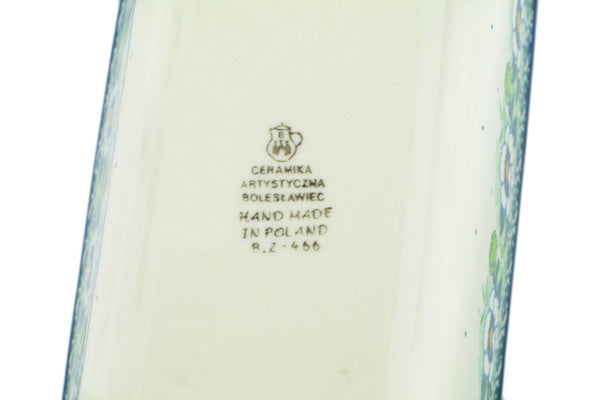 B
CERAMIKA
ARTYSTYCZNA
BOLESŁAWIEC
HAND MADE
IN POLAND
B.Z-466